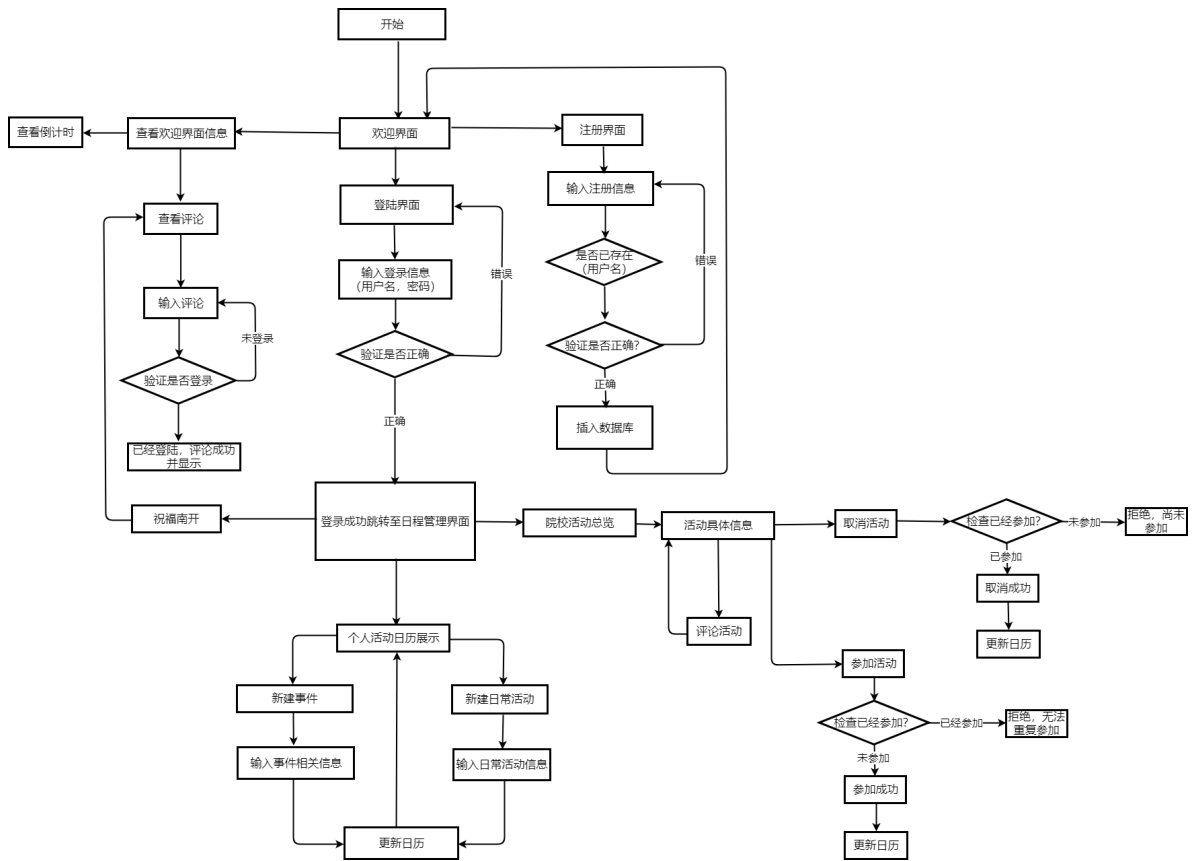 开始
查看倒计时
查看欢迎界面信息
欢迎界面
注册界面
查看评论
登陆界面
输入注册信息
输入登录信息
（用户名，密码）
错误
是否已存在
（用户名）
错误
输入评论
未登录
验证是否登录
验证是否正确
验证是否正确?
正确
正确
插入数据库
已经登陆，评论成功
并显示
祝福南开
登录成功跳转至日程管理界面
院校活动总览
活动具体信息
取消活动
检查已经参加?
未参加
拒绝，尚未
参加
已参加
取消成功
更新日历
评论活动
个人活动日历展示
新建事件
新建日常活动
输入事件相关信息
输入日常活动信息
更新日历
参加活动
检查已经参加?
已经参加
拒绝，无法
重复参加
未参加
参加成功
更新日历